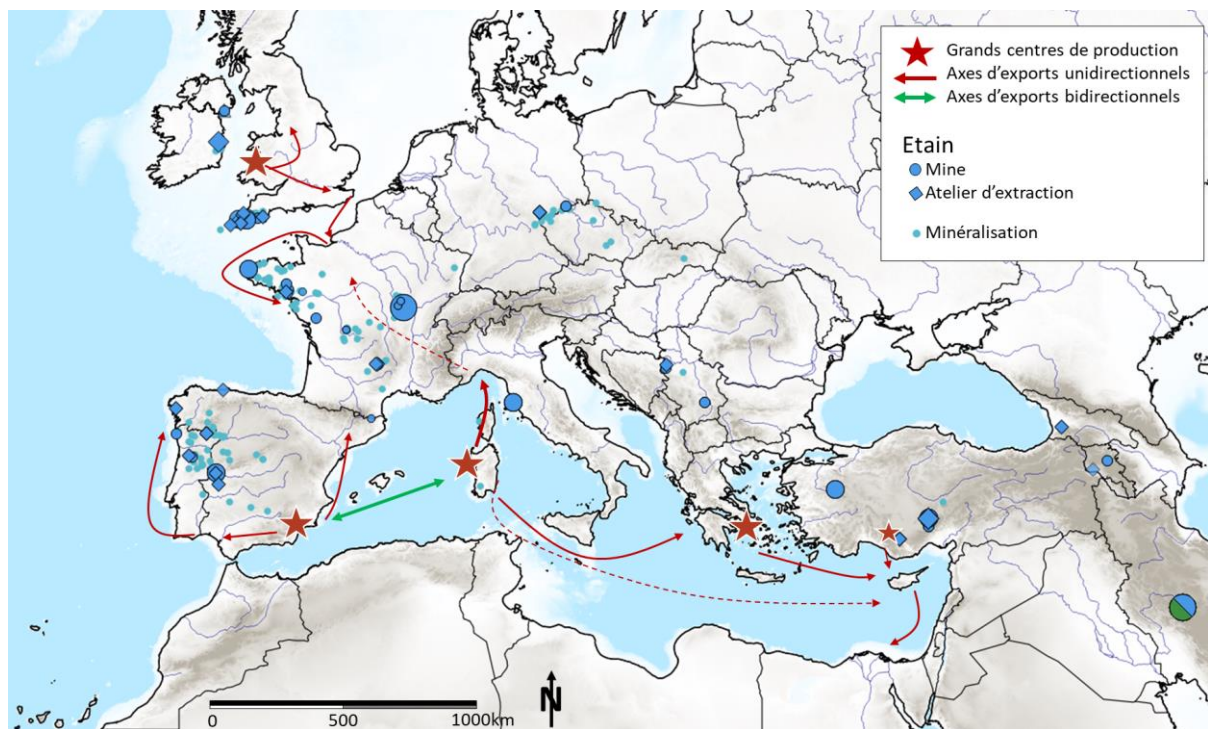 Grands centres de production
Axes d'exports unidirectionnels
Axes d'exports bidirectionnels
Etain
Mine
Atelier d'extraction
Minéralisation
N
0 500 1000km